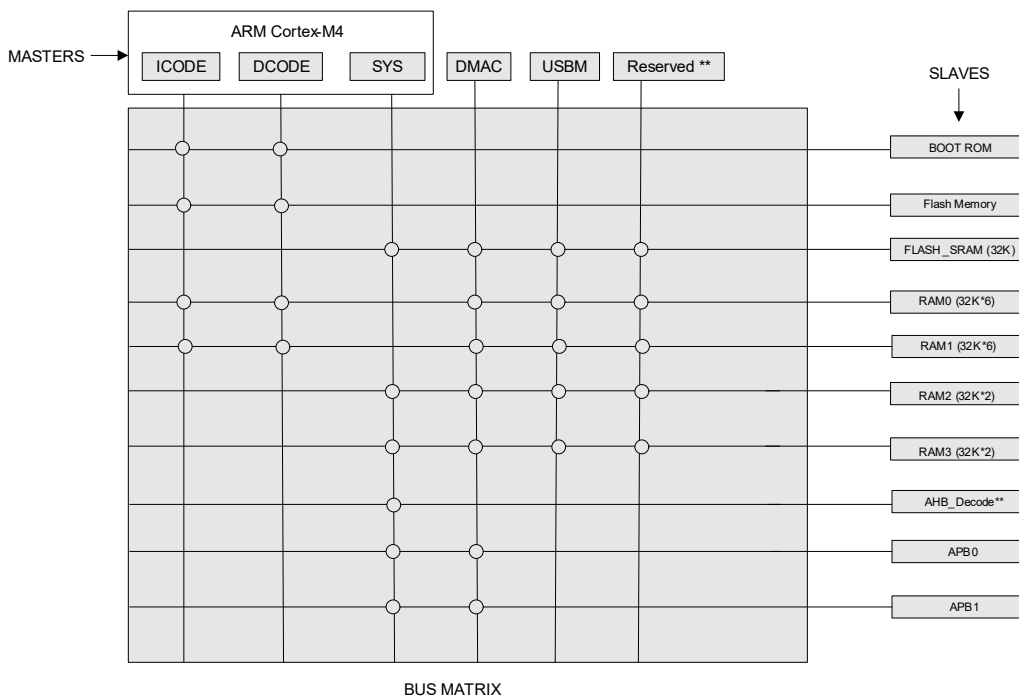 ARM Cortex-M4
MASTERS
ICODE
DCODE
SYS
DMAC
USBM
Reserved **
SLAVES
BOOT ROM
Flash Memory
FLASH_SRAM (32K)
RAM0 (32K*6)
RAM1 (32K*6)
RAM2 (32K*2)
RAM3 (32K*2)
AHB_Decode**
APB0
APB1
BUS MATRIX